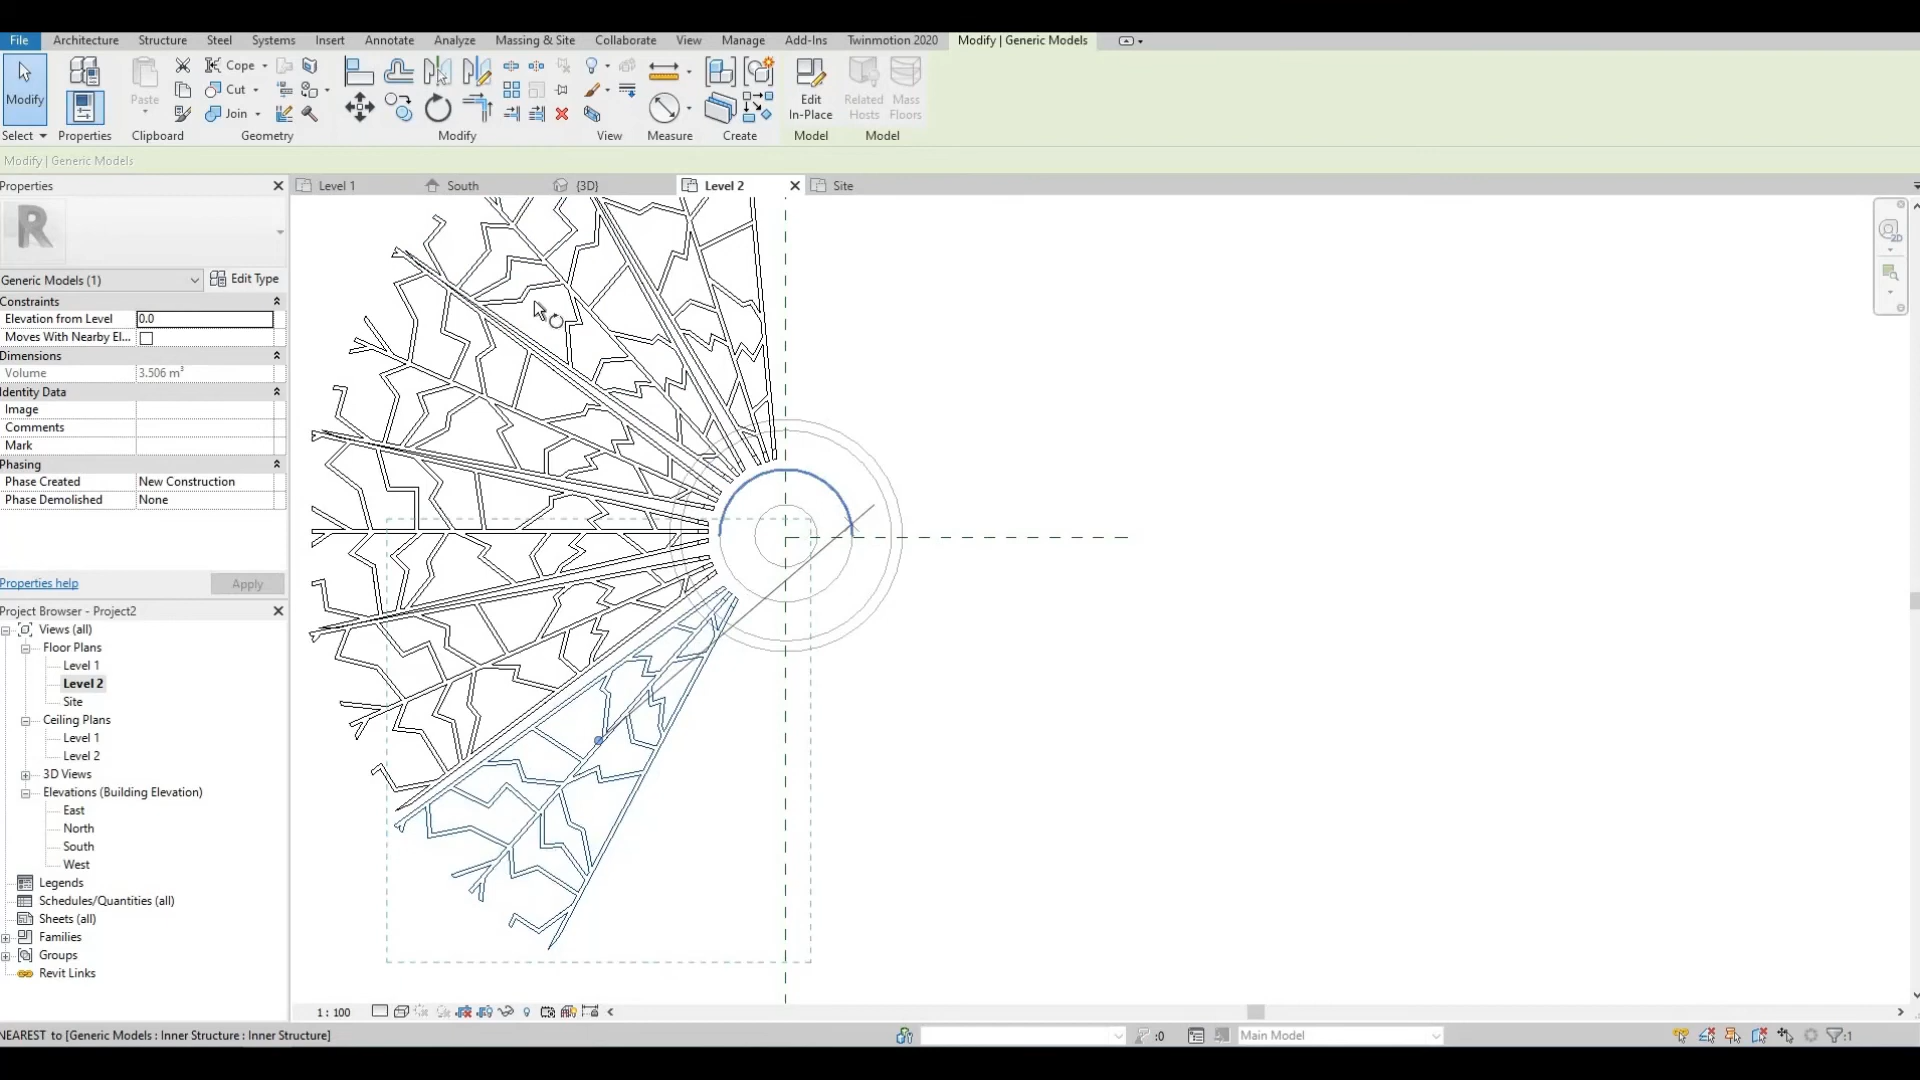 File Architecture Structure Steel Systems Insert Annotate Analyze Massing & Site Collaborate View Manage Add-Ins Twinmotion 2020 Modify | Generic Models
Modify
Paste
Cope
Cut
Join
Edit
In-Place
Related
Hosts
Mass
Floors
Select Properties Clipboard Geometry Modify View Measure Create Model Model
Modify | Generic Models
Properties
Level 1 South {3D} Level 2 Site
R
Generic Models (1) Edit Type
Constraints
Elevation from Level 0.0
Moves With Nearby El...
Dimensions
Volume 3.506 m³
Identity Data
Image
Comments
Mark
Phasing
Phase Created New Construction
Phase Demolished None
Properties help Apply
Project Browser - Project2
Views (all)
Floor Plans
Level 1
Level 2
Site
Ceiling Plans
Level 1
Level 2
3D Views
Elevations (Building Elevation)
East
North
South
West
Legends
Schedules/Quantities (all)
Sheets (all)
Families
Groups
Revit Links
2D
1 : 100
NEAREST to [Generic Models : Inner Structure : Inner Structure] :0 Main Model :1